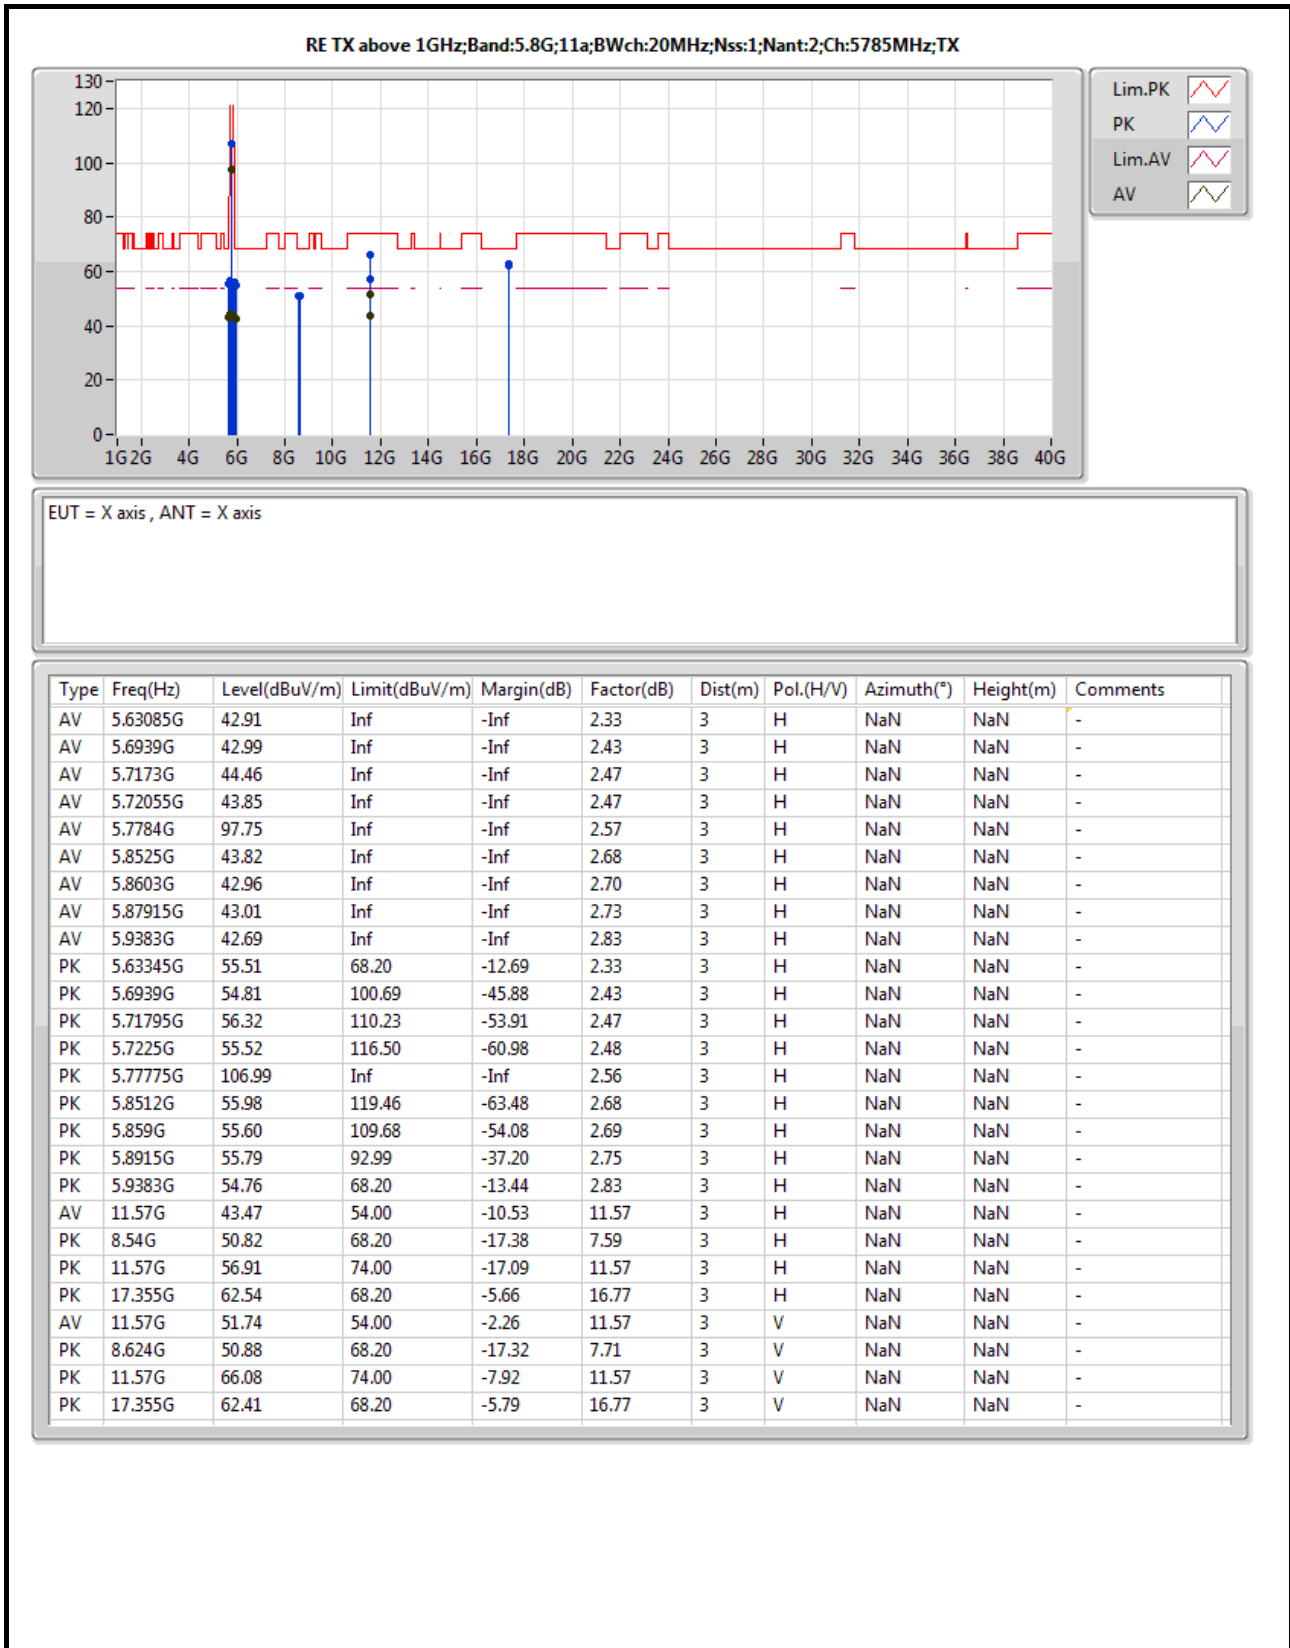 RE TX above 1GHz;Band:5.8G;11a;BWch:20MHz;Nss:1;Nant:2;Ch:5785MHz;TX
130
120
100
80
60
40
20
0
1G 2G 4G 6G 8G 10G 12G 14G 16G 18G 20G 22G 24G 26G 28G 30G 32G 34G 36G 38G 40G
Lim.PK
PK
Lim.AV
AV
EUT = X axis , ANT = X axis
Type Freq(Hz) Level(dBuV/m) Limit(dBuV/m) Margin(dB) Factor(dB) Dist(m) Pol.(H/V) Azimuth(°) Height(m) Comments
AV 5.63085G 42.91 Inf -Inf 2.33 3 H NaN NaN -
AV 5.6939G 42.99 Inf -Inf 2.43 3 H NaN NaN -
AV 5.7173G 44.46 Inf -Inf 2.47 3 H NaN NaN -
AV 5.72055G 43.85 Inf -Inf 2.47 3 H NaN NaN -
AV 5.7784G 97.75 Inf -Inf 2.57 3 H NaN NaN -
AV 5.8525G 43.82 Inf -Inf 2.68 3 H NaN NaN -
AV 5.8603G 42.96 Inf -Inf 2.70 3 H NaN NaN -
AV 5.87915G 43.01 Inf -Inf 2.73 3 H NaN NaN -
AV 5.9383G 42.69 Inf -Inf 2.83 3 H NaN NaN -
PK 5.63345G 55.51 68.20 -12.69 2.33 3 H NaN NaN -
PK 5.6939G 54.81 100.69 -45.88 2.43 3 H NaN NaN -
PK 5.71795G 56.32 110.23 -53.91 2.47 3 H NaN NaN -
PK 5.7225G 55.52 116.50 -60.98 2.48 3 H NaN NaN -
PK 5.77775G 106.99 Inf -Inf 2.56 3 H NaN NaN -
PK 5.8512G 55.98 119.46 -63.48 2.68 3 H NaN NaN -
PK 5.859G 55.60 109.68 -54.08 2.69 3 H NaN NaN -
PK 5.8915G 55.79 92.99 -37.20 2.75 3 H NaN NaN -
PK 5.9383G 54.76 68.20 -13.44 2.83 3 H NaN NaN -
AV 11.57G 43.47 54.00 -10.53 11.57 3 H NaN NaN -
PK 8.54G 50.82 68.20 -17.38 7.59 3 H NaN NaN -
PK 11.57G 56.91 74.00 -17.09 11.57 3 H NaN NaN -
PK 17.355G 62.54 68.20 -5.66 16.77 3 H NaN NaN -
AV 11.57G 51.74 54.00 -2.26 11.57 3 V NaN NaN -
PK 8.624G 50.88 68.20 -17.32 7.71 3 V NaN NaN -
PK 11.57G 66.08 74.00 -7.92 11.57 3 V NaN NaN -
PK 17.355G 62.41 68.20 -5.79 16.77 3 V NaN NaN -